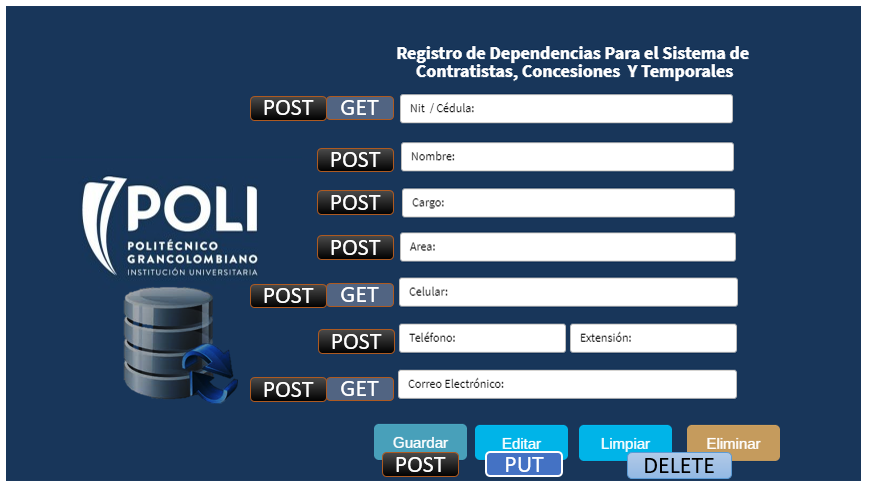 Registro de Dependencias Para el Sistema de
Contratistas, Concesiones Y Temporales
POST GET Nit / Cédula:
POST Nombre:
POST Cargo:
POST Area:
POST GET Celular:
POST Teléfono: Extensión:
POST GET Correo Electrónico:
POLI
POLITÉCNICO
GRANCOLOMBIANO
INSTITUCIÓN UNIVERSITARIA
Guardar Editar Limpiar Eliminar
POST PUT DELETE